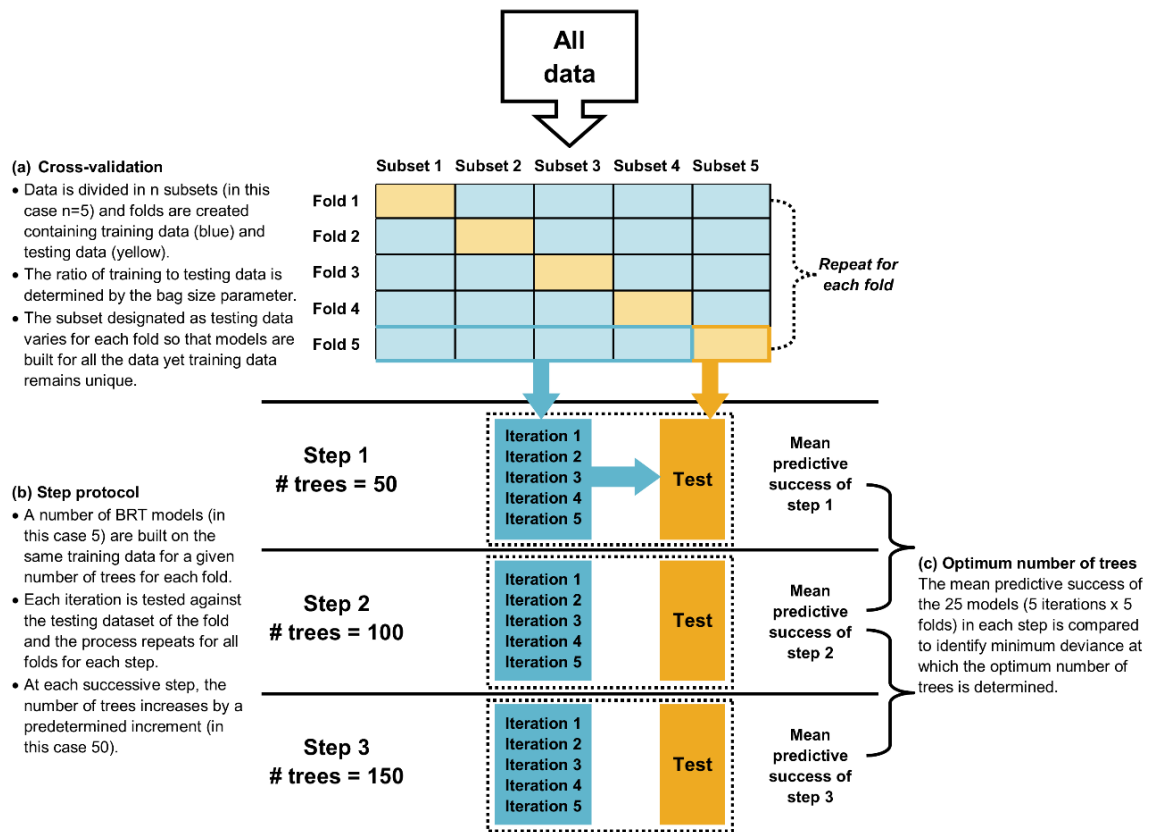 All
data
(a) Cross-validation
• Data is divided in n subsets (in this
case n=5) and folds are created
containing training data (blue) and
testing data (yellow).
• The ratio of training to testing data is
determined by the bag size parameter.
• The subset designated as testing data
varies for each fold so that models are
built for all the data yet training data
remains unique.
Subset 1 Subset 2 Subset 3 Subset 4 Subset 5
Fold 1
Fold 2
Fold 3
Fold 4
Fold 5
Repeat for
each fold
(b) Step protocol
• A number of BRT models (in
this case 5) are built on the
same training data for a given
number of trees for each fold.
• Each iteration is tested against
the testing dataset of the fold
and the process repeats for all
folds for each step.
• At each successive step, the
number of trees increases by a
predetermined increment (in
this case 50).
Step 1
# trees = 50
Iteration 1
Iteration 2
Iteration 3
Iteration 4
Iteration 5
Test
Mean
predictive
success of
step 1
Step 2
# trees = 100
Iteration 1
Iteration 2
Iteration 3
Iteration 4
Iteration 5
Test
Mean
predictive
success of
step 2
Step 3
# trees = 150
Iteration 1
Iteration 2
Iteration 3
Iteration 4
Iteration 5
Test
Mean
predictive
success of
step 3
(c) Optimum number of trees
The mean predictive success of
the 25 models (5 iterations x 5
folds) in each step is compared
to identify minimum deviance at
which the optimum number of
trees is determined.